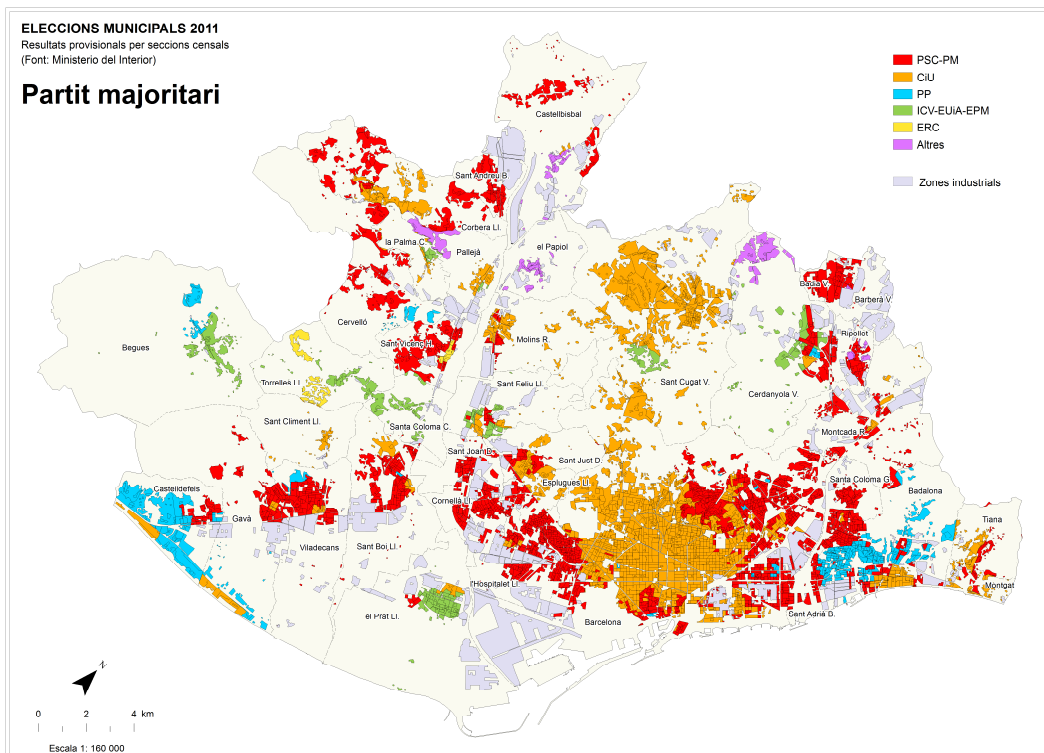 ELECCIONS MUNICIPALS 2011
Resultats provisionals per seccions censals
(Font: Ministerio del Interior)
Partit majoritari
PSC-PM
CiU
PP
ICV-EUiA-EPM
ERC
Altres
Zones industrials
Castellbisbal
Sant Andreu B.
Corbera Ll.
la Palma C.
Pallejà
el Papiol
Badia V.
Barberà V.
Cervelló
Begues
Sant Vicenç H.
Molins R.
Ripollet
Torrelles Ll.
Sant Feliu Ll.
Sant Cugat V.
Cerdanyola V.
Sant Climent Ll.
Santa Coloma C.
Montcada R.
Sant Joan D.
Sant Just D.
Castelldefels
Esplugues Ll.
Santa Coloma G.
Badalona
Cornellà Ll.
Gavà
Tiana
Viladecans
Sant Boi Ll.
l'Hospitalet Ll.
Montgat
el Prat Ll.
Barcelona
Sant Adrià D.
N
0 2 4 km
Escala 1: 160 000